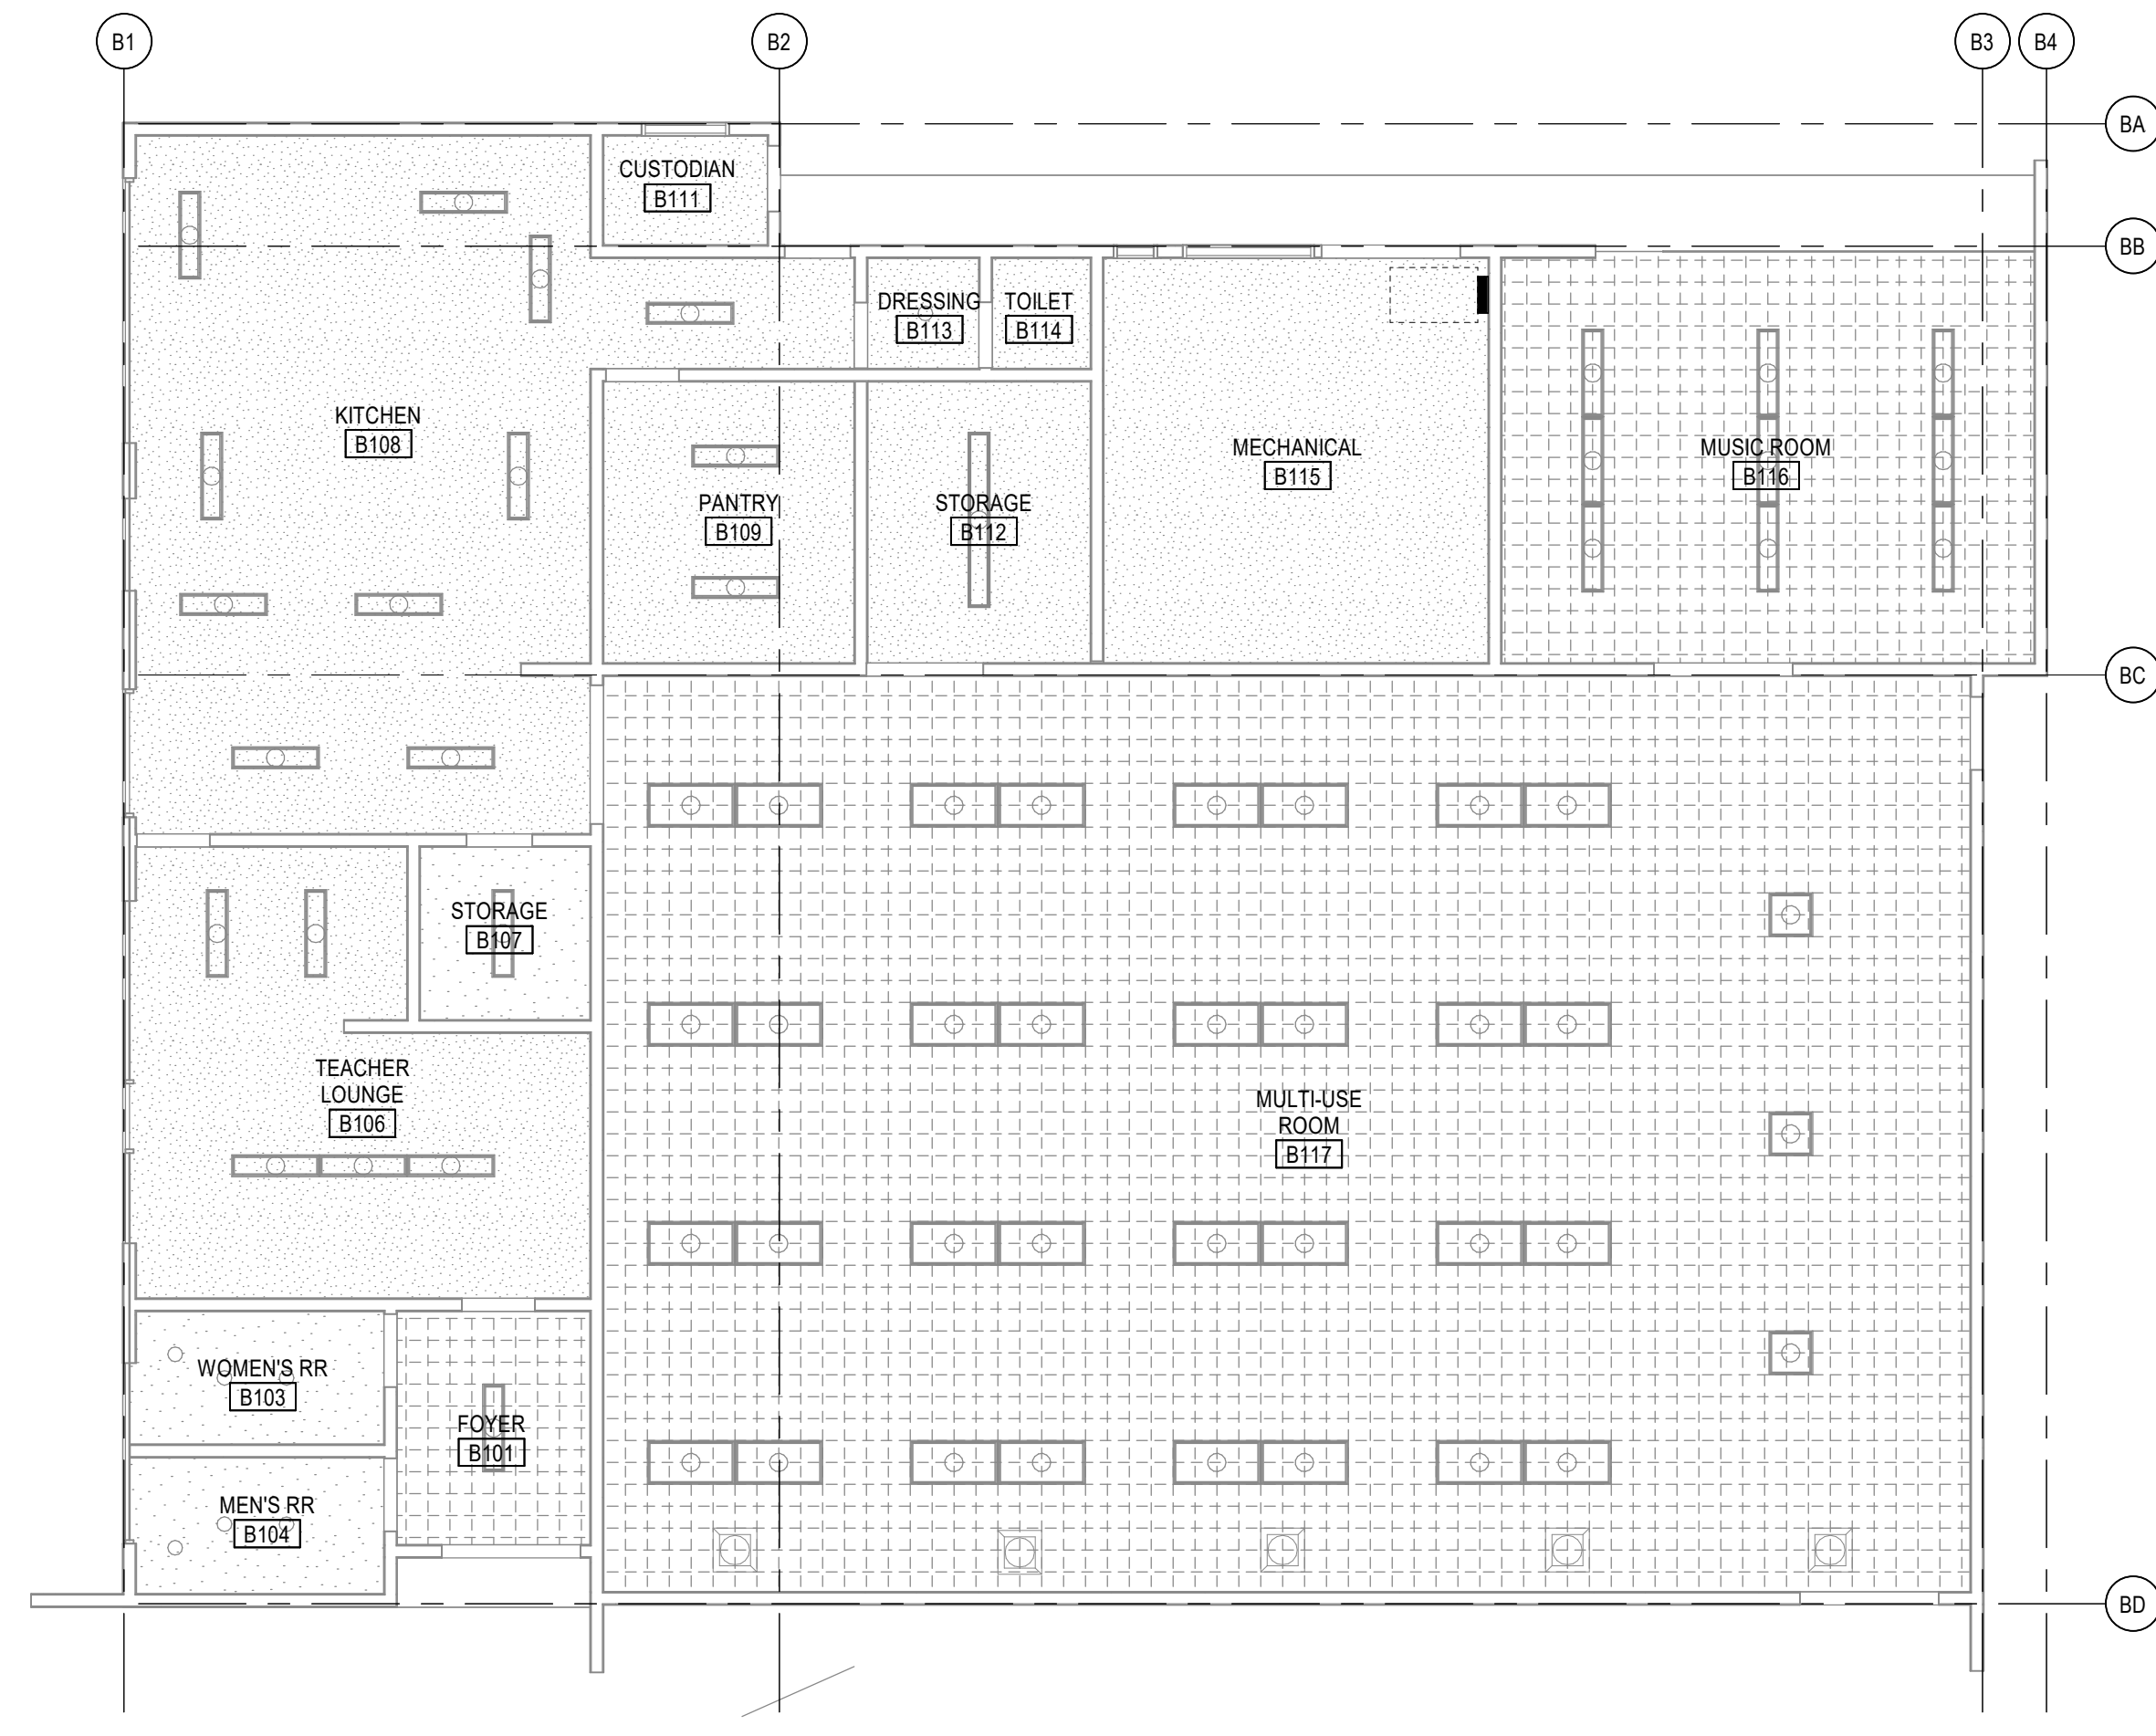 B1
B2
B3
B4
BA
CUSTODIAN
B111
BB
DRESSING
B113
TOILET
B114
KITCHEN
B108
MECHANICAL
B115
MUSIC ROOM
B116
PANTRY
B109
STORAGE
B112
BC
STORAGE
B107
TEACHER
LOUNGE
B106
MULTI-USE
ROOM
B117
WOMEN'S RR
B103
FOYER
B101
MEN'S RR
B104
BD